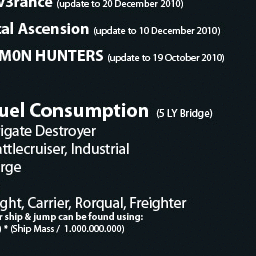 v3rance (update to 20 December 2010)
cal Ascension (update to 10 December 2010)
M0N HUNTERS (update to 19 October 2010)
uel Consumption (5 LY Bridge)
igate Destroyer
attlecruiser, Industrial
rge
ght, Carrier, Rorqual, Freighter
r ship & jump can be found using:
) * (Ship Mass / 1.000.000.000)